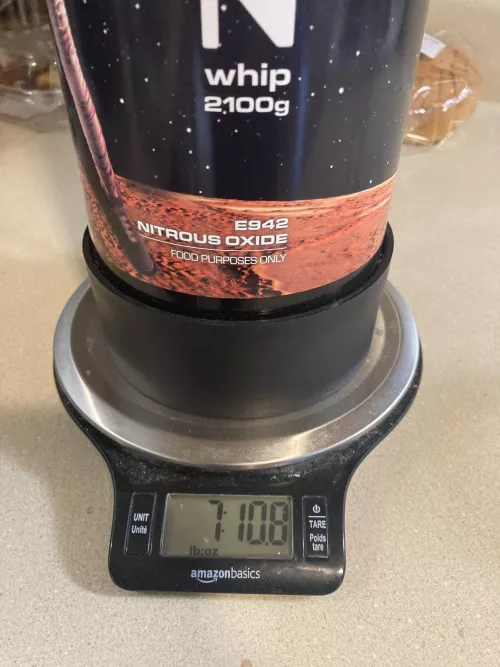 N
whip
2100g
E942
NITROUS OXIDE
FOOD PURPOSES ONLY
UNIT
Unité
7:10.8
lb:oz
TARE
Poids
tare
amazonbasics